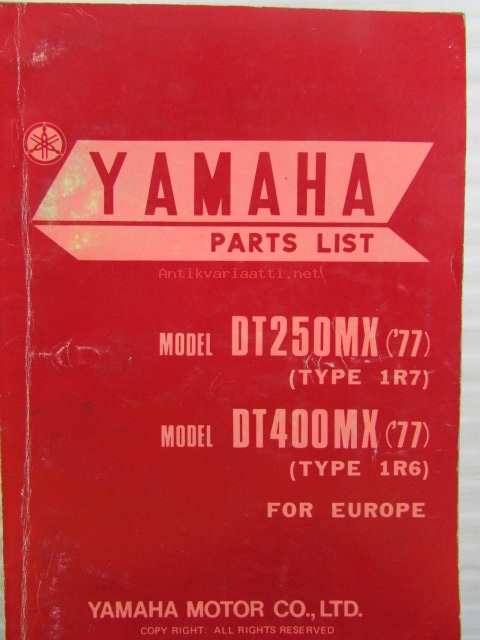 YAMAHA
PARTS LIST
Antikvariaatti.net
MODEL DT250MX ('77)
(TYPE 1R7)
MODEL DT400MX ('77)
(TYPE 1R6)
FOR EUROPE
YAMAHA MOTOR CO., LTD.
COPY RIGHT: ALL RIGHTS RESERVED